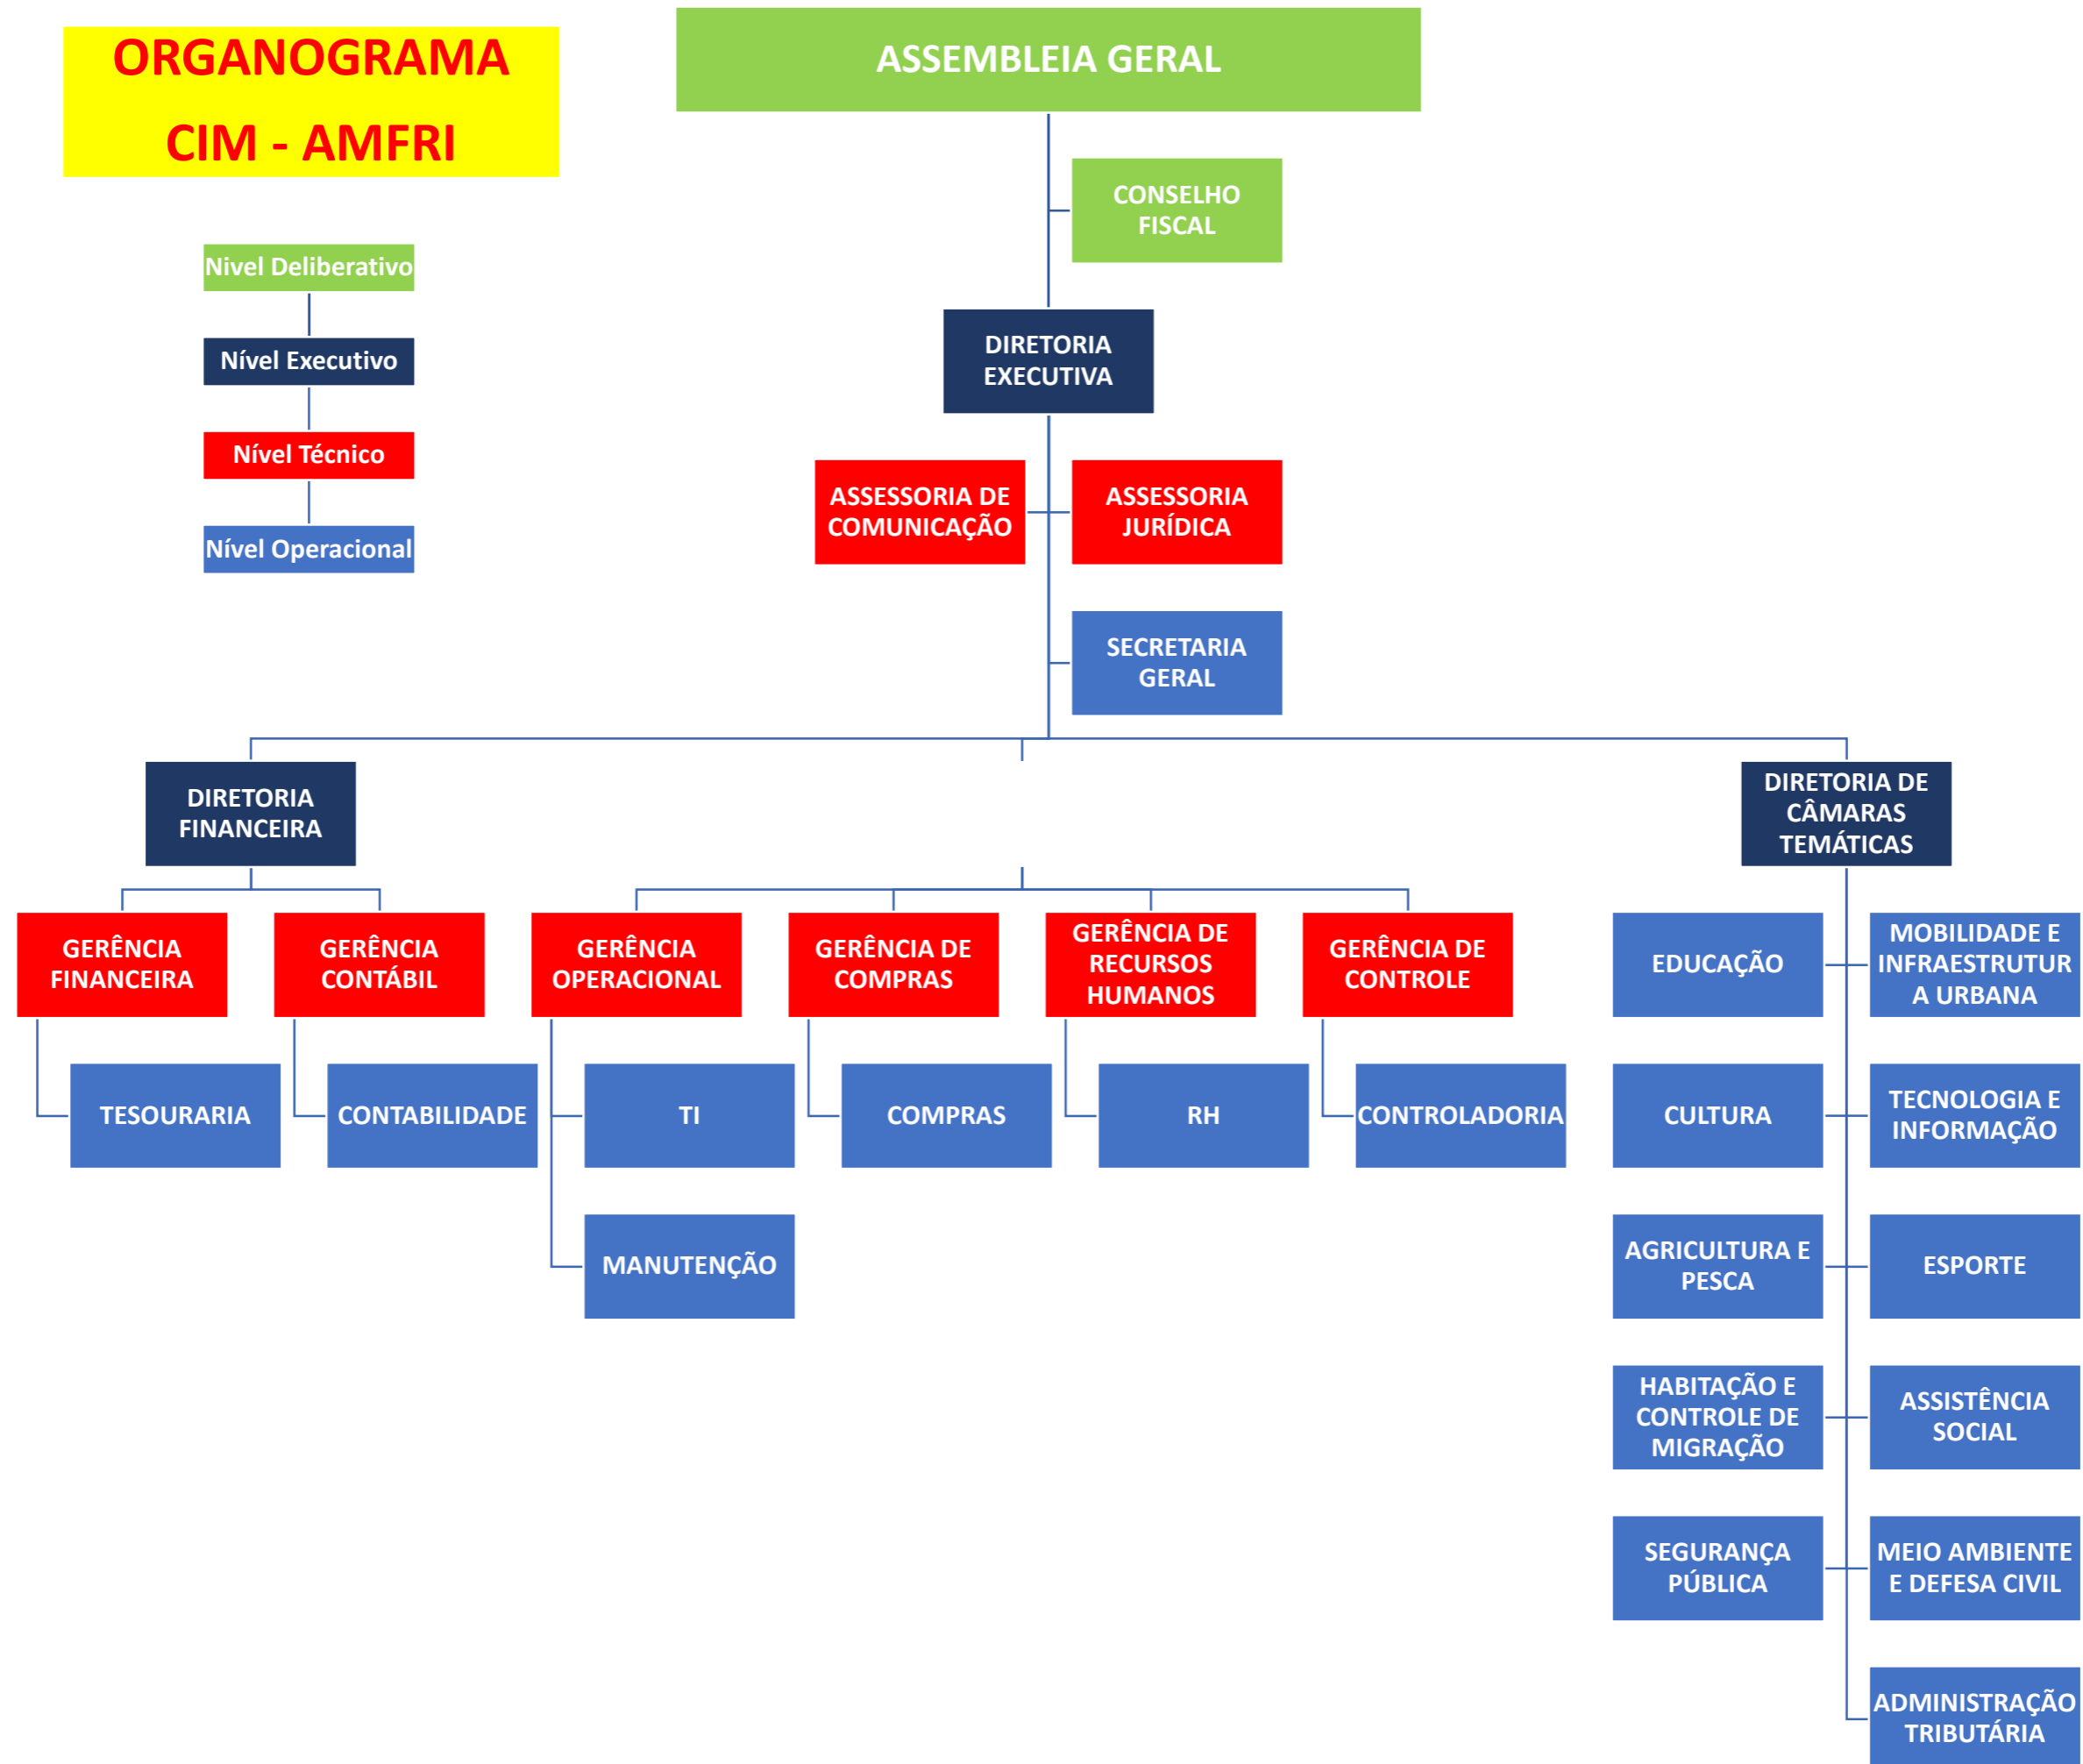 ORGANOGRAMA
CIM - AMFRI
ASSEMBLEIA GERAL
CONSELHO
FISCAL
Nivel Deliberativo
Nível Executivo
Nível Técnico
Nível Operacional
DIRETORIA
EXECUTIVA
ASSESSORIA DE
COMUNICAÇÃO
ASSESSORIA
JURÍDICA
SECRETARIA
GERAL
DIRETORIA
FINANCEIRA
DIRETORIA DE
CÂMARAS
TEMÁTICAS
GERÊNCIA
FINANCEIRA
GERÊNCIA
CONTÁBIL
GERÊNCIA
OPERACIONAL
GERÊNCIA DE
COMPRAS
GERÊNCIA DE
RECURSOS
HUMANOS
GERÊNCIA DE
CONTROLE
EDUCAÇÃO
MOBILIDADE E
INFRAESTRUTUR
A URBANA
TESOURARIA
CONTABILIDADE
TI
COMPRAS
RH
CONTROLADORIA
CULTURA
TECNOLOGIA E
INFORMAÇÃO
MANUTENÇÃO
AGRICULTURA E
PESCA
ESPORTE
HABITAÇÃO E
CONTROLE DE
MIGRAÇÃO
ASSISTÊNCIA
SOCIAL
SEGURANÇA
PÚBLICA
MEIO AMBIENTE
E DEFESA CIVIL
ADMINISTRAÇÃO
TRIBUTÁRIA